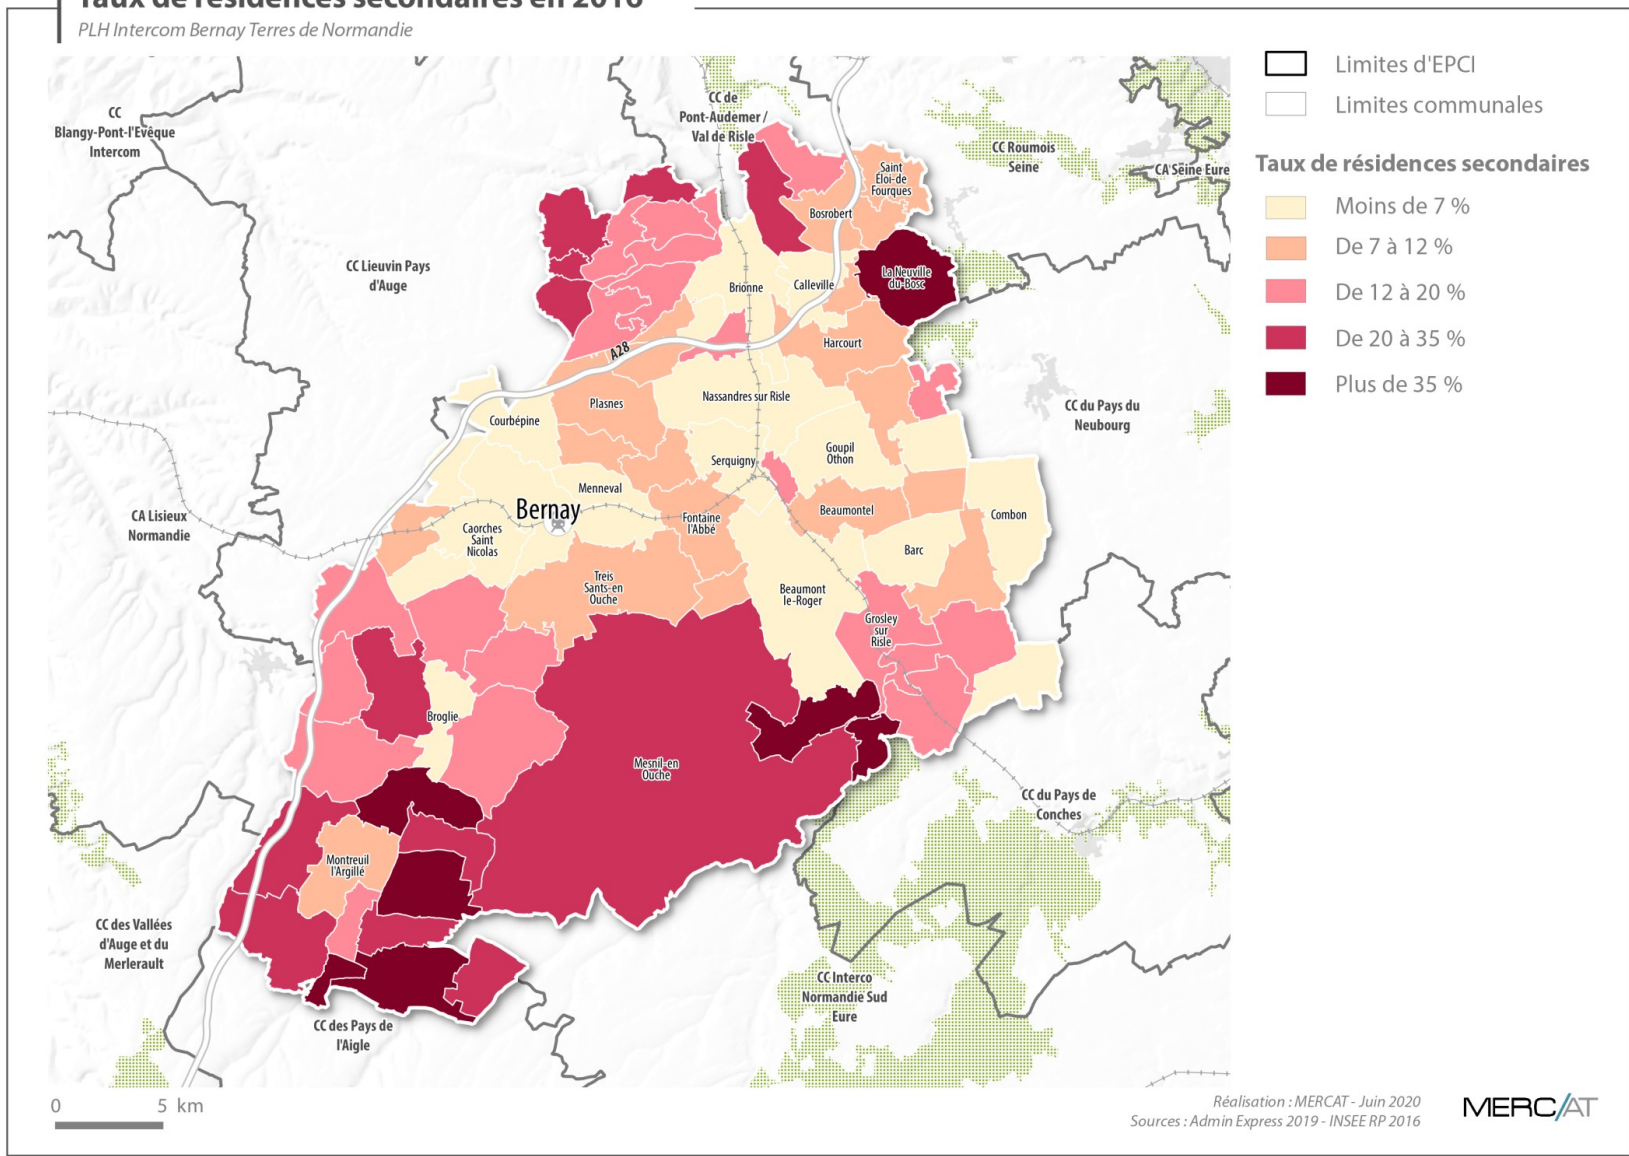 Taux de résidences secondaires en 2016
PLH Intercom Bernay Terres de Normandie
Limites d'EPCI
Limites communales
Taux de résidences secondaires
Moins de 7 %
De 7 à 12 %
De 12 à 20 %
De 20 à 35 %
Plus de 35 %
CC
Blangy-Pont-l'Evêque
Intercom
CC de
Pont-Audemer /
Val de Risle
CC Roumois
Seine
CA Seine Eure
Saint
Éloi-de
Fourques
Bosrobert
CC Lieuvin Pays
d'Auge
La Neuville
du-Bosc
Brionne
Calleville
Harcourt
A28
Plasnes
Nassandres sur Risle
CC du Pays du
Neubourg
Courbépine
Goupil
Othon
Serquigny
Menneval
Bernay
CA Lisieux
Normandie
Caorches
Saint
Nicolas
Fontaine
l'Abbé
Beaumontel
Combon
Barc
Treis
Sants-en
Ouche
Beaumont
le-Roger
Grosley
sur
Risle
Broglie
Mesnil-en
Ouche
CC du Pays de
Conches
Montreuil
l'Argillé
CC des Vallées
d'Auge et du
Merlerault
CC Interco
Normandie Sud
Eure
CC des Pays de
l'Aigle
0 5 km
Réalisation : MERCAT - Juin 2020
Sources : Admin Express 2019 - INSEE RP 2016
MERC/AT